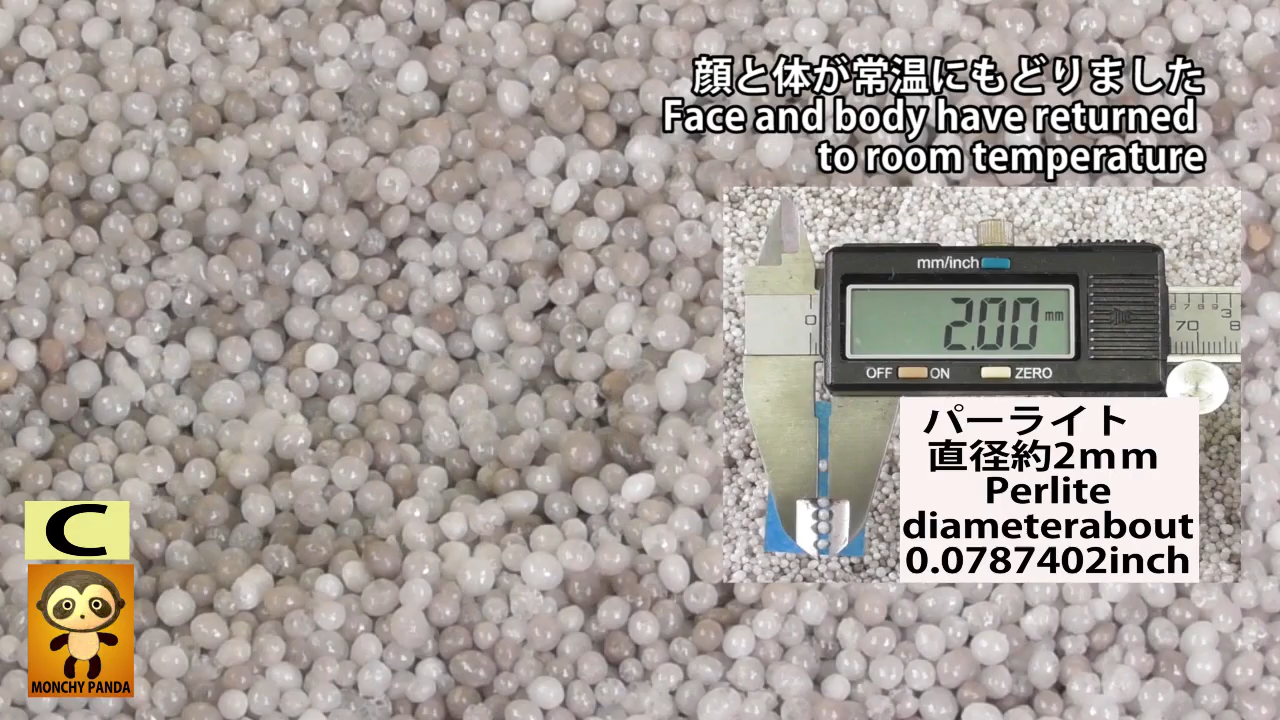 顔と体が常温にもどりました
Face and body have returned
to room temperature
mm/inch
2.00 mm
0
70 8
3
OFF ON ZERO
パーライト
直径約2mm
Perlite
diameterabout
0.0787402inch
C
MONCHY PANDA